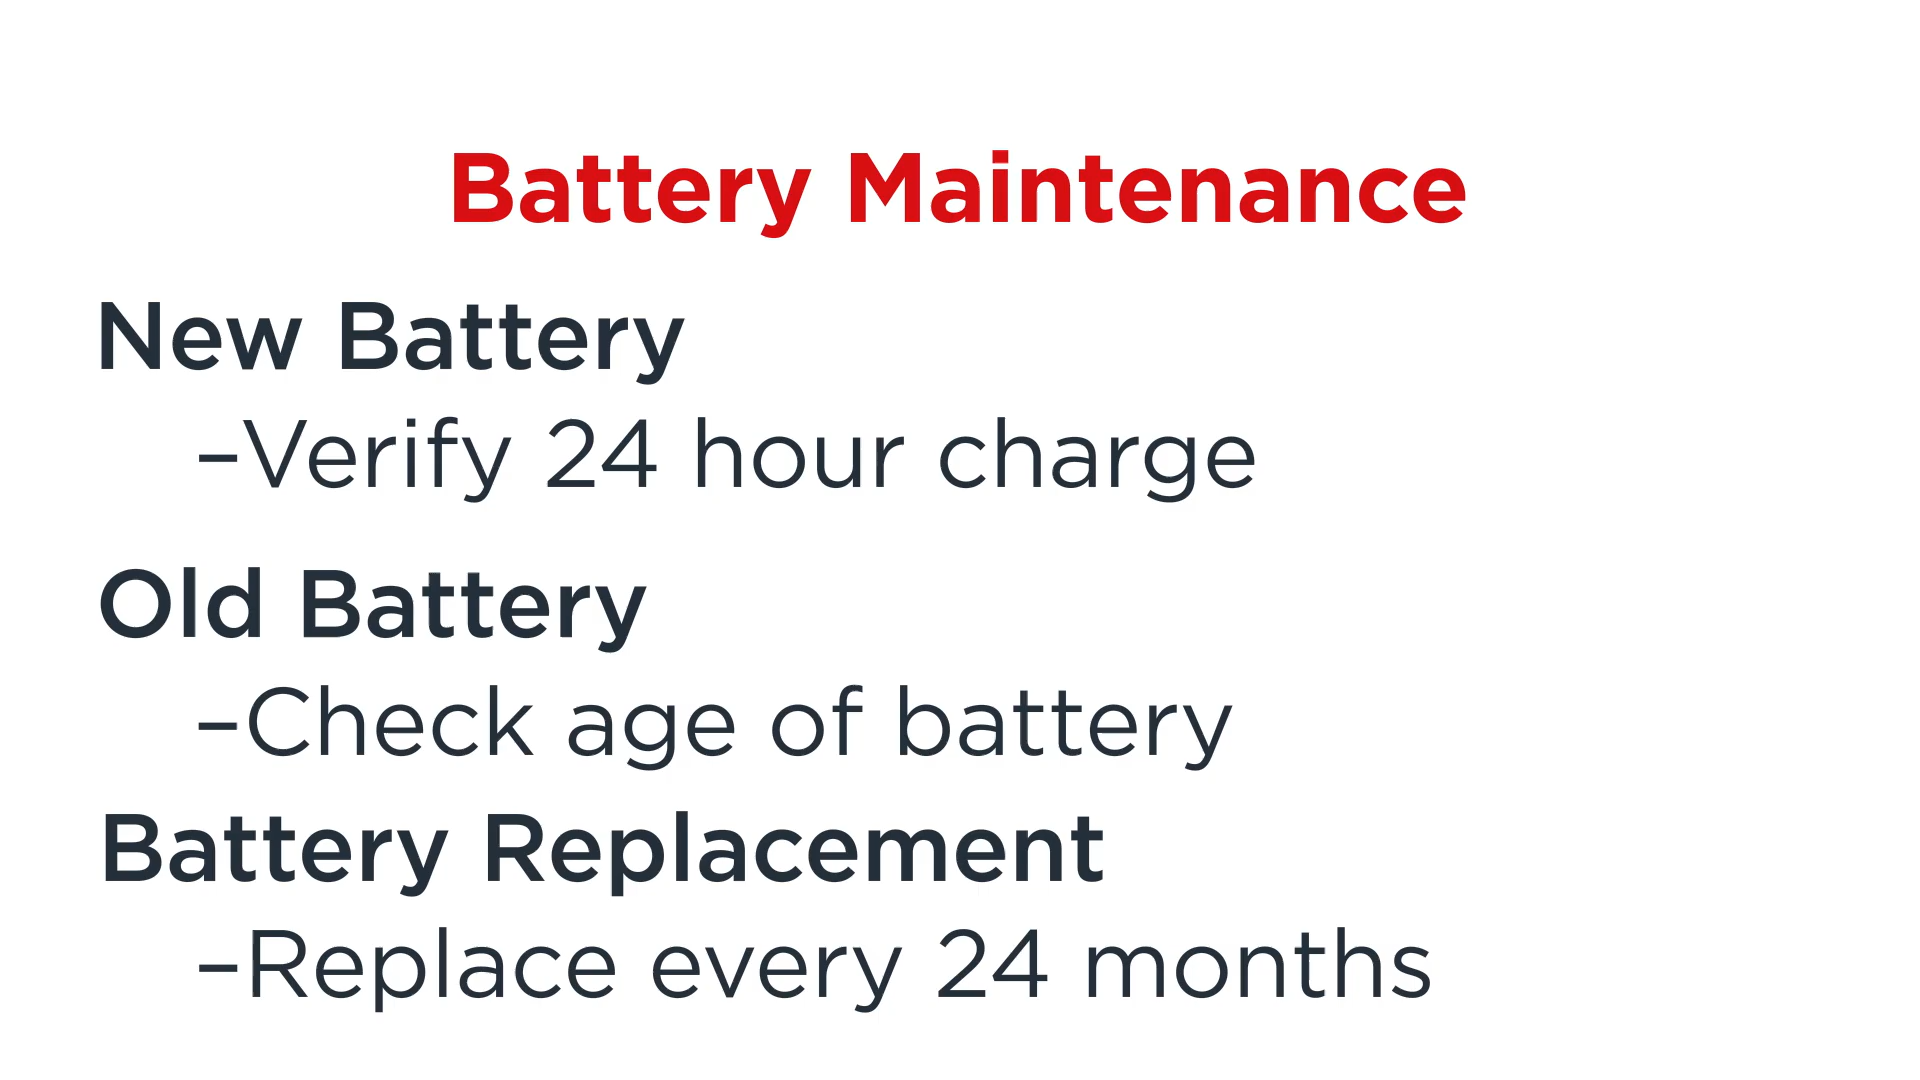 Battery Maintenance
New Battery
–Verify 24 hour charge
Old Battery
–Check age of battery
Battery Replacement
–Replace every 24 months